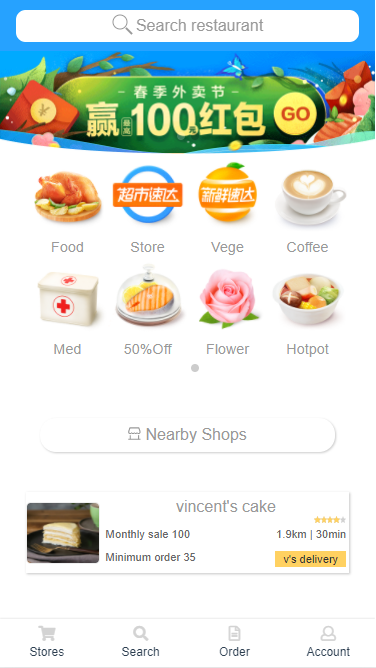 Search restaurant
春季外卖节
赢最高100元红包
GO
超市速达
新鲜速达
Food
Store
Vege
Coffee
Med
50%Off
Flower
Hotpot
Nearby Shops
vincent's cake
Monthly sale 100
1.9km | 30min
Minimum order 35
v's delivery
Stores
Search
Order
Account